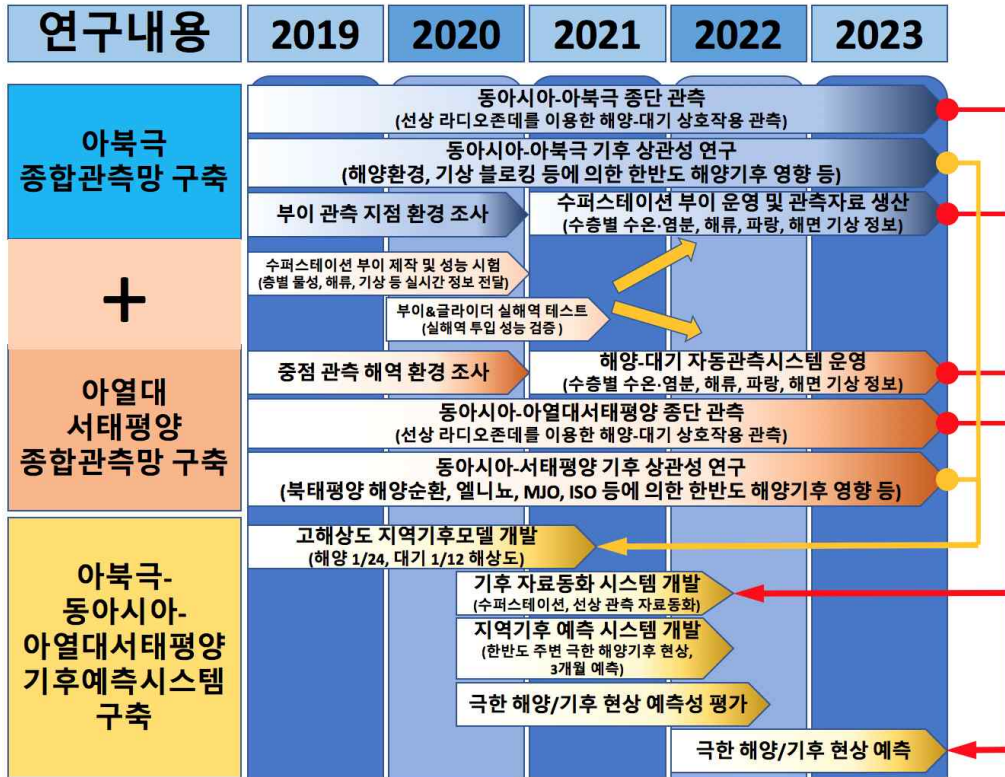 연구내용
2019
2020
2021
2022
2023
아북극
종합관측망 구축
동아시아-아북극 종단 관측
(선상 라디오존데를 이용한 해양-대기 상호작용 관측)
동아시아-아북극 기후 상관성 연구
(해양환경, 기상 블로킹 등에 의한 한반도 해양기후 영향 등)
부이 관측 지점 환경 조사
수퍼스테이션 부이 운영 및 관측자료 생산
(수층별 수온·염분, 해류, 파랑, 해면 기상 정보)
+
수퍼스테이션 부이 제작 및 성능 시험
(층별 물성, 해류, 기상 등 실시간 정보 전달)
부이&글라이더 실해역 테스트
(실해역 투입 성능 검증)
아열대
서태평양
종합관측망 구축
중점 관측 해역 환경 조사
해양-대기 자동관측시스템 운영
(수층별 수온·염분, 해류, 파랑, 해면 기상 정보)
동아시아-아열대서태평양 종단 관측
(선상 라디오존데를 이용한 해양-대기 상호작용 관측)
동아시아-서태평양 기후 상관성 연구
(북태평양 해양순환, 엘니뇨, MJO, ISO 등에 의한 한반도 해양기후 영향 등)
아북극-
동아시아-
아열대서태평양
기후예측시스템
구축
고해상도 지역기후모델 개발
(해양 1/24, 대기 1/12 해상도)
기후 자료동화 시스템 개발
(수퍼스테이션, 선상 관측 자료동화)
지역기후 예측 시스템 개발
(한반도 주변 극한 해양기후 현상,
3개월 예측)
극한 해양/기후 현상 예측성 평가
극한 해양/기후 현상 예측